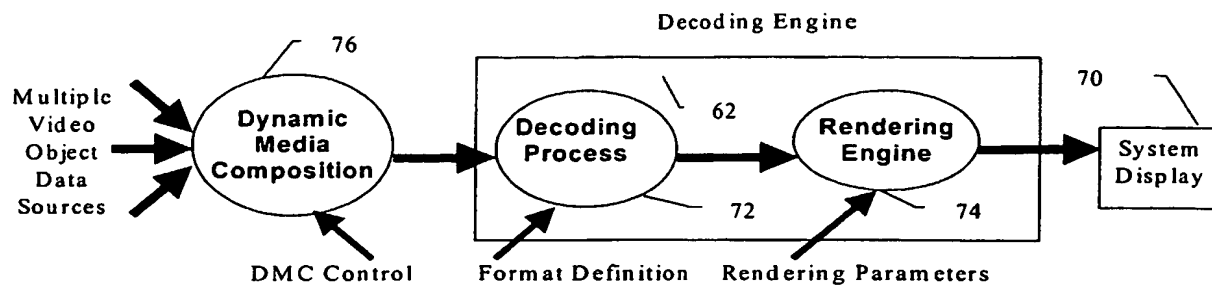 Decoding Engine
76
70
Multiple
Video
Object
Data
Sources
Dynamic
Media
Composition
62
Decoding
Process
Rendering
Engine
System
Display
72
74
DMC Control
Format Definition
Rendering Parameters